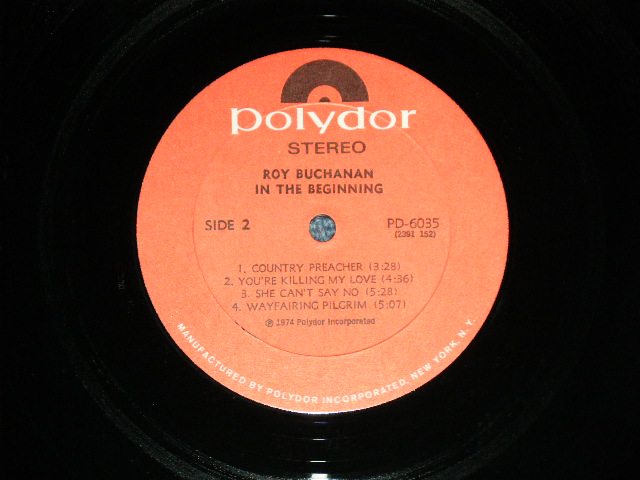 polydor
STEREO
ROY BUCHANAN
IN THE BEGINNING
SIDE 2
PD-6035
(2391 152)
1. COUNTRY PREACHER (3:28)
2. YOU'RE KILLING MY LOVE (4:36)
3. SHE CAN'T SAY NO (5:28)
4. WAYFAIRING PILGRIM (5:07)
℗ 1974 Polydor Incorporated
MANUFACTURED BY POLYDOR INCORPORATED, NEW YORK, N. Y.